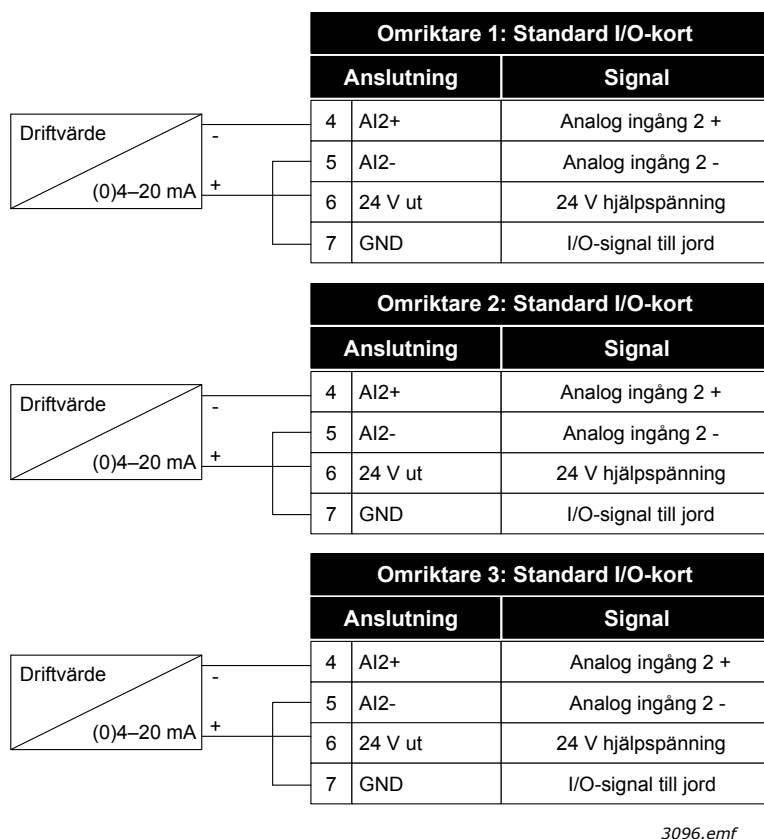 Omriktare 1: Standard I/O-kort
Anslutning Signal
Driftvärde - 4 AI2+ Analog ingång 2 +
5 AI2- Analog ingång 2 -
(0)4–20 mA + 6 24 V ut 24 V hjälpspänning
7 GND I/O-signal till jord
Omriktare 2: Standard I/O-kort
Anslutning Signal
Driftvärde - 4 AI2+ Analog ingång 2 +
5 AI2- Analog ingång 2 -
(0)4–20 mA + 6 24 V ut 24 V hjälpspänning
7 GND I/O-signal till jord
Omriktare 3: Standard I/O-kort
Anslutning Signal
Driftvärde - 4 AI2+ Analog ingång 2 +
5 AI2- Analog ingång 2 -
(0)4–20 mA + 6 24 V ut 24 V hjälpspänning
7 GND I/O-signal till jord
3096.emf